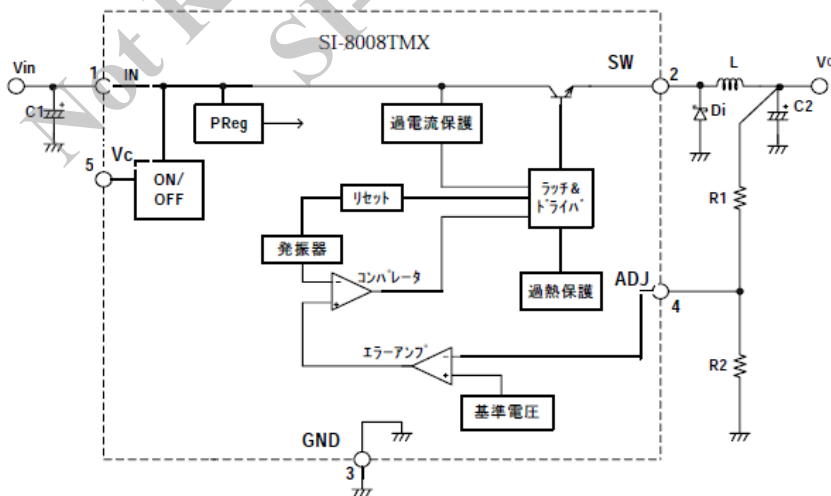 Not R
SI-
SI-8008TMX
Vin
1
IN
SW
2
L
C1
+
PReg
過電流保護
Di
+
C2
5
Vc
ON/
OFF
リセット
ラッチ&
ドライバ
R1
発振器
コンパレータ
-
+
過熱保護
ADJ
4
エラーアンプ
-
+
R2
基準電圧
GND
3